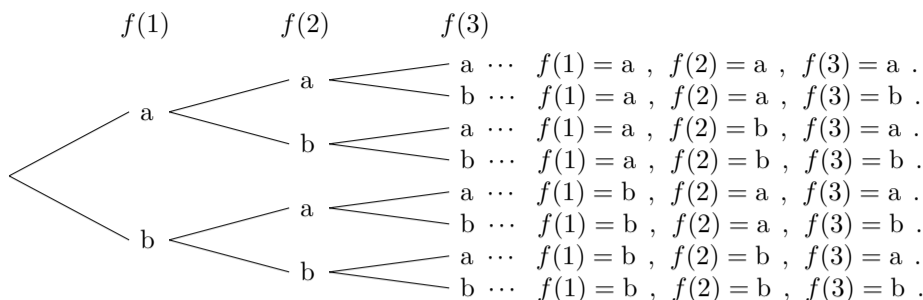 f(1) f(2) f(3)
a ··· f(1) = a , f(2) = a , f(3) = a .
a
b ··· f(1) = a , f(2) = a , f(3) = b .
a
a ··· f(1) = a , f(2) = b , f(3) = a .
b
b ··· f(1) = a , f(2) = b , f(3) = b .
a ··· f(1) = b , f(2) = a , f(3) = a .
a
b ··· f(1) = b , f(2) = a , f(3) = b .
b
a ··· f(1) = b , f(2) = b , f(3) = a .
b
b ··· f(1) = b , f(2) = b , f(3) = b .